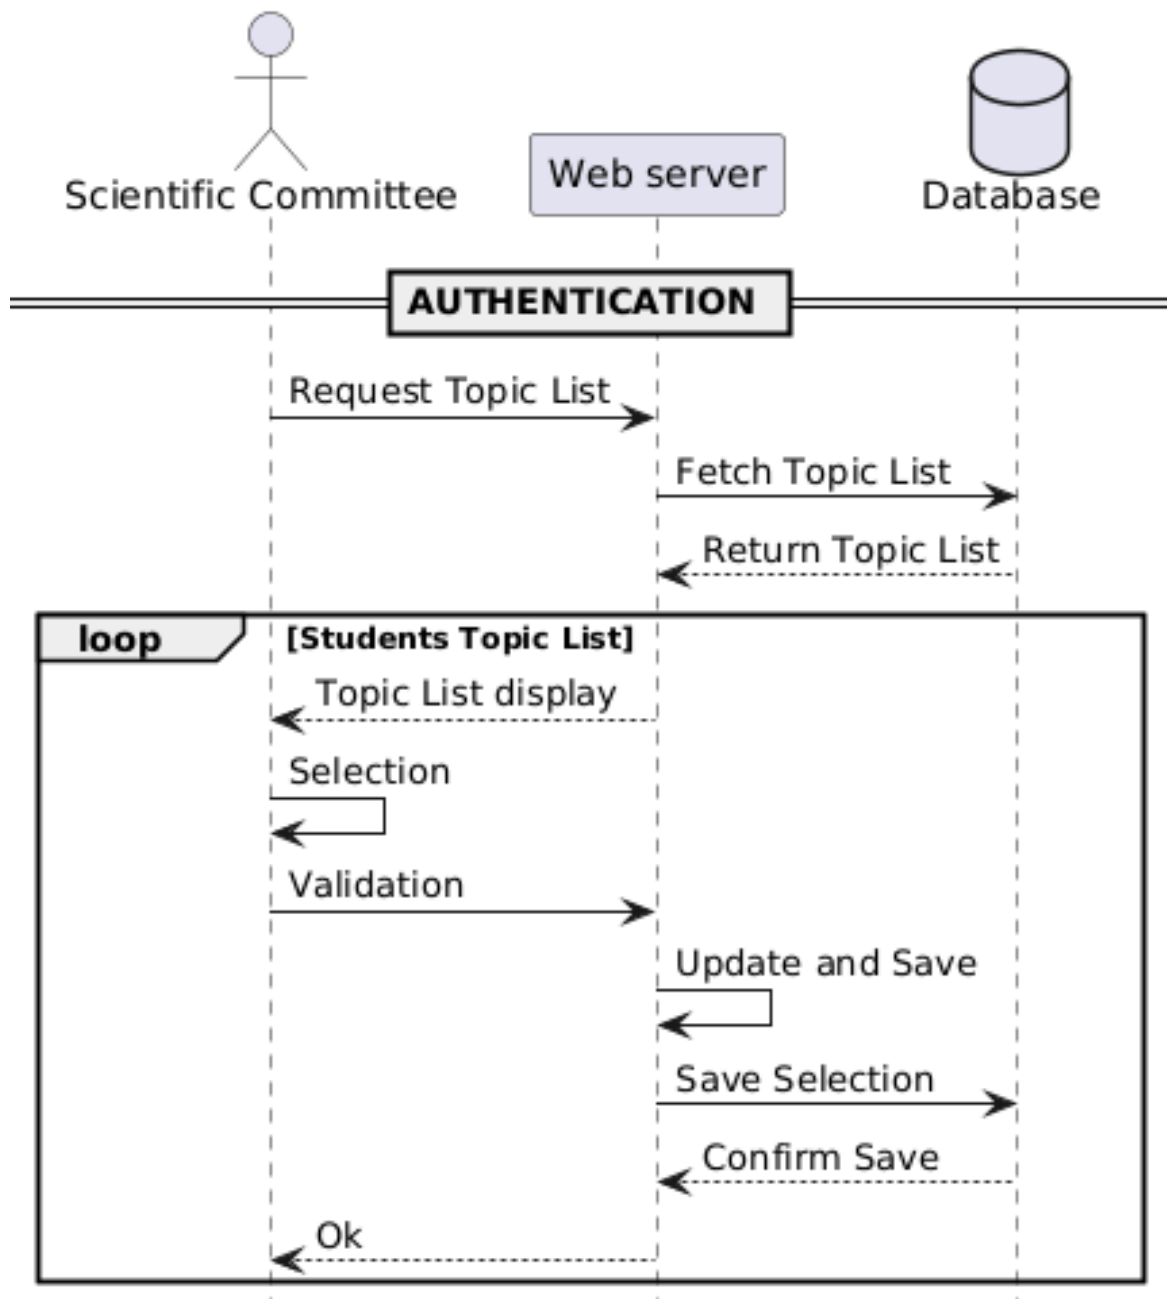 Scientific Committee
Web server
Database
AUTHENTICATION
Request Topic List
Fetch Topic List
Return Topic List
loop
[Students Topic List]
Topic List display
Selection
Validation
Update and Save
Save Selection
Confirm Save
Ok